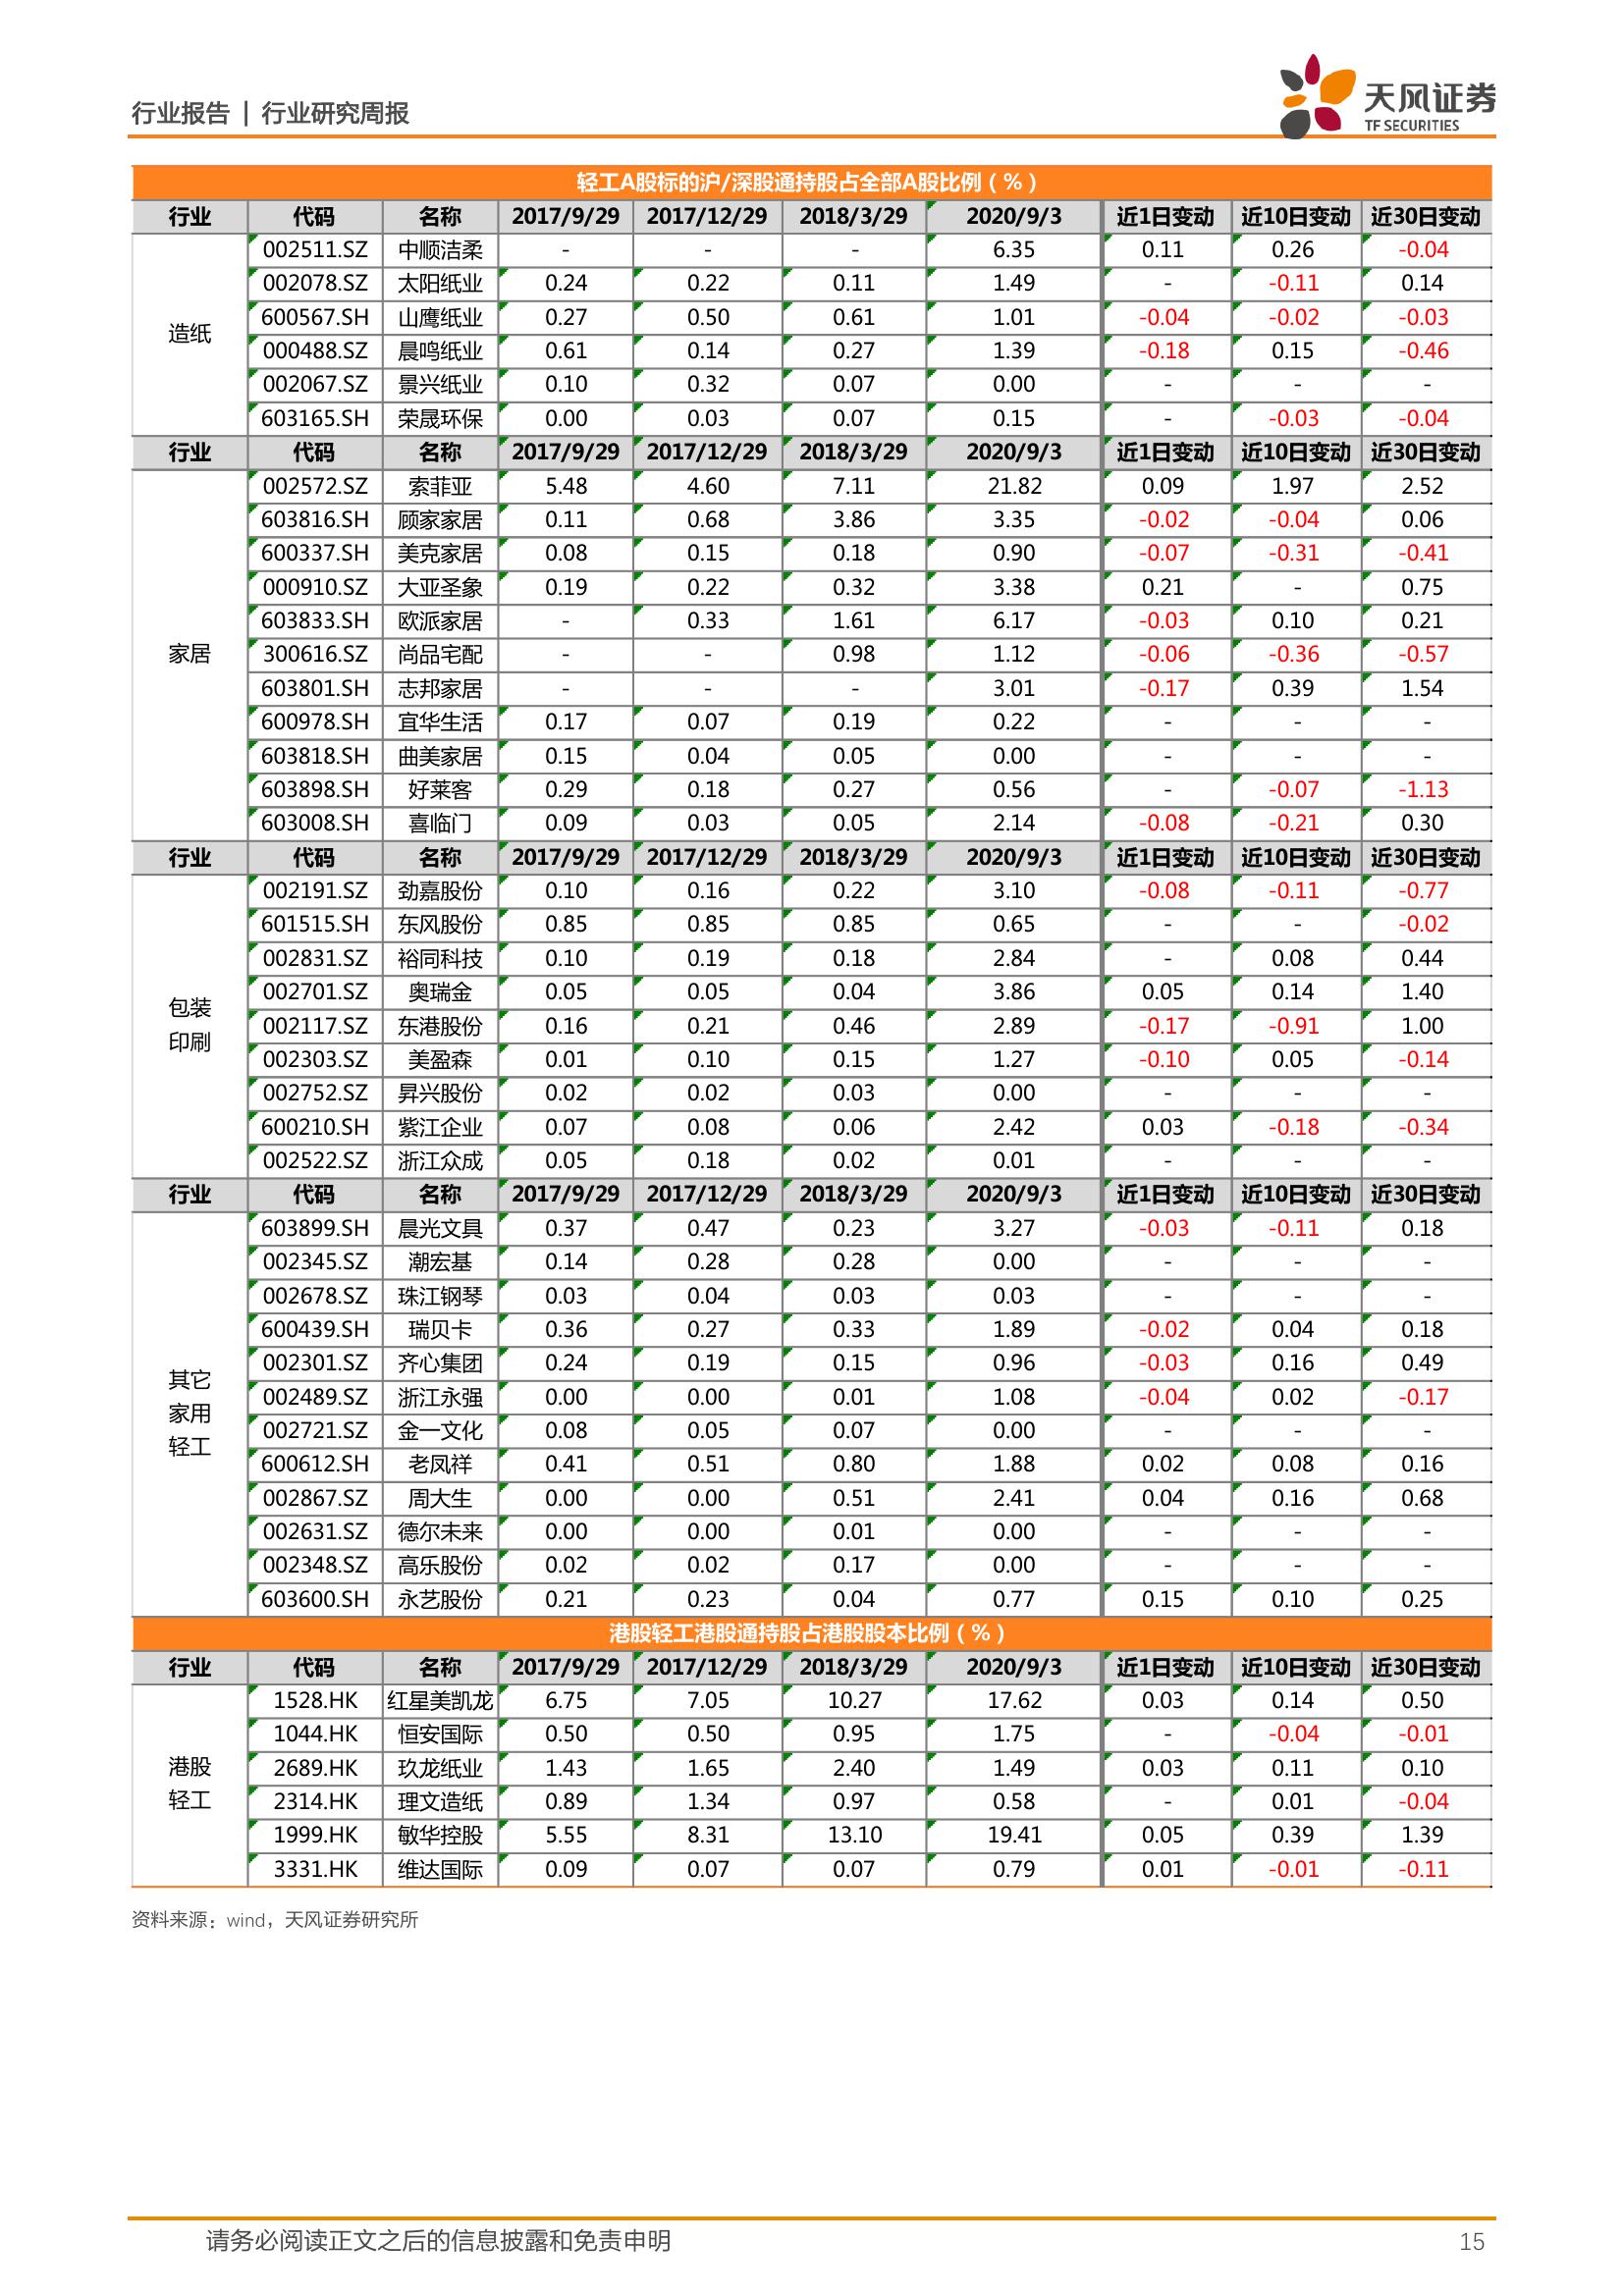 行业报告 | 行业研究周报
天风证券
TF SECURITIES
轻工A股标的沪/深股通持股占全部A股比例(%)
行业 代码 名称 2017/9/29 2017/12/29 2018/3/29 2020/9/3 近1日变动 近10日变动 近30日变动
造纸
002511.SZ 中顺洁柔 - - - 6.35 0.11 0.26 -0.04
002078.SZ 太阳纸业 0.24 0.22 0.11 1.49 - -0.11 0.14
600567.SH 山鹰纸业 0.27 0.50 0.61 1.01 -0.04 -0.02 -0.03
000488.SZ 晨鸣纸业 0.61 0.14 0.27 1.39 -0.18 0.15 -0.46
002067.SZ 景兴纸业 0.10 0.32 0.07 0.00 - - -
603165.SH 荣晟环保 0.00 0.03 0.07 0.15 - -0.03 -0.04
行业 代码 名称 2017/9/29 2017/12/29 2018/3/29 2020/9/3 近1日变动 近10日变动 近30日变动
家居
002572.SZ 索菲亚 5.48 4.60 7.11 21.82 0.09 1.97 2.52
603816.SH 顾家家居 0.11 0.68 3.86 3.35 -0.02 -0.04 0.06
600337.SH 美克家居 0.08 0.15 0.18 0.90 -0.07 -0.31 -0.41
000910.SZ 大亚圣象 0.19 0.22 0.32 3.38 0.21 - 0.75
603833.SH 欧派家居 - 0.33 1.61 6.17 -0.03 0.10 0.21
300616.SZ 尚品宅配 - - 0.98 1.12 -0.06 -0.36 -0.57
603801.SH 志邦家居 - - - 3.01 -0.17 0.39 1.54
600978.SH 宜华生活 0.17 0.07 0.19 0.22 - - -
603818.SH 曲美家居 0.15 0.04 0.05 0.00 - - -
603898.SH 好莱客 0.29 0.18 0.27 0.56 - -0.07 -1.13
603008.SH 喜临门 0.09 0.03 0.05 2.14 -0.08 -0.21 0.30
行业 代码 名称 2017/9/29 2017/12/29 2018/3/29 2020/9/3 近1日变动 近10日变动 近30日变动
包装
印刷
002191.SZ 劲嘉股份 0.10 0.16 0.22 3.10 -0.08 -0.11 -0.77
601515.SH 东风股份 0.85 0.85 0.85 0.65 - - -0.02
002831.SZ 裕同科技 0.10 0.19 0.18 2.84 - 0.08 0.44
002701.SZ 奥瑞金 0.05 0.05 0.04 3.86 0.05 0.14 1.40
002117.SZ 东港股份 0.16 0.21 0.46 2.89 -0.17 -0.91 1.00
002303.SZ 美盈森 0.01 0.10 0.15 1.27 -0.10 0.05 -0.14
002752.SZ 昇兴股份 0.02 0.02 0.03 0.00 - - -
600210.SH 紫江企业 0.07 0.08 0.06 2.42 0.03 -0.18 -0.34
002522.SZ 浙江众成 0.05 0.18 0.02 0.01 - - -
行业 代码 名称 2017/9/29 2017/12/29 2018/3/29 2020/9/3 近1日变动 近10日变动 近30日变动
其它
家用
轻工
603899.SH 晨光文具 0.37 0.47 0.23 3.27 -0.03 -0.11 0.18
002345.SZ 潮宏基 0.14 0.28 0.28 0.00 - - -
002678.SZ 珠江钢琴 0.03 0.04 0.03 0.03 - - -
600439.SH 瑞贝卡 0.36 0.27 0.33 1.89 -0.02 0.04 0.18
002301.SZ 齐心集团 0.24 0.19 0.15 0.96 -0.03 0.16 0.49
002489.SZ 浙江永强 0.00 0.00 0.01 1.08 -0.04 0.02 -0.17
002721.SZ 金一文化 0.08 0.05 0.07 0.00 - - -
600612.SH 老凤祥 0.41 0.51 0.80 1.88 0.02 0.08 0.16
002867.SZ 周大生 0.00 0.00 0.51 2.41 0.04 0.16 0.68
002631.SZ 德尔未来 0.00 0.00 0.01 0.00 - - -
002348.SZ 高乐股份 0.02 0.02 0.17 0.00 - - -
603600.SH 永艺股份 0.21 0.23 0.04 0.77 0.15 0.10 0.25
港股轻工港股通持股占港股股本比例(%)
行业 代码 名称 2017/9/29 2017/12/29 2018/3/29 2020/9/3 近1日变动 近10日变动 近30日变动
港股
轻工
1528.HK 红星美凯龙 6.75 7.05 10.27 17.62 0.03 0.14 0.50
1044.HK 恒安国际 0.50 0.50 0.95 1.75 - -0.04 -0.01
2689.HK 玖龙纸业 1.43 1.65 2.40 1.49 0.03 0.11 0.10
2314.HK 理文造纸 0.89 1.34 0.97 0.58 - 0.01 -0.04
1999.HK 敏华控股 5.55 8.31 13.10 19.41 0.05 0.39 1.39
3331.HK 维达国际 0.09 0.07 0.07 0.79 0.01 -0.01 -0.11
资料来源：wind，天风证券研究所
请务必阅读正文之后的信息披露和免责申明 15